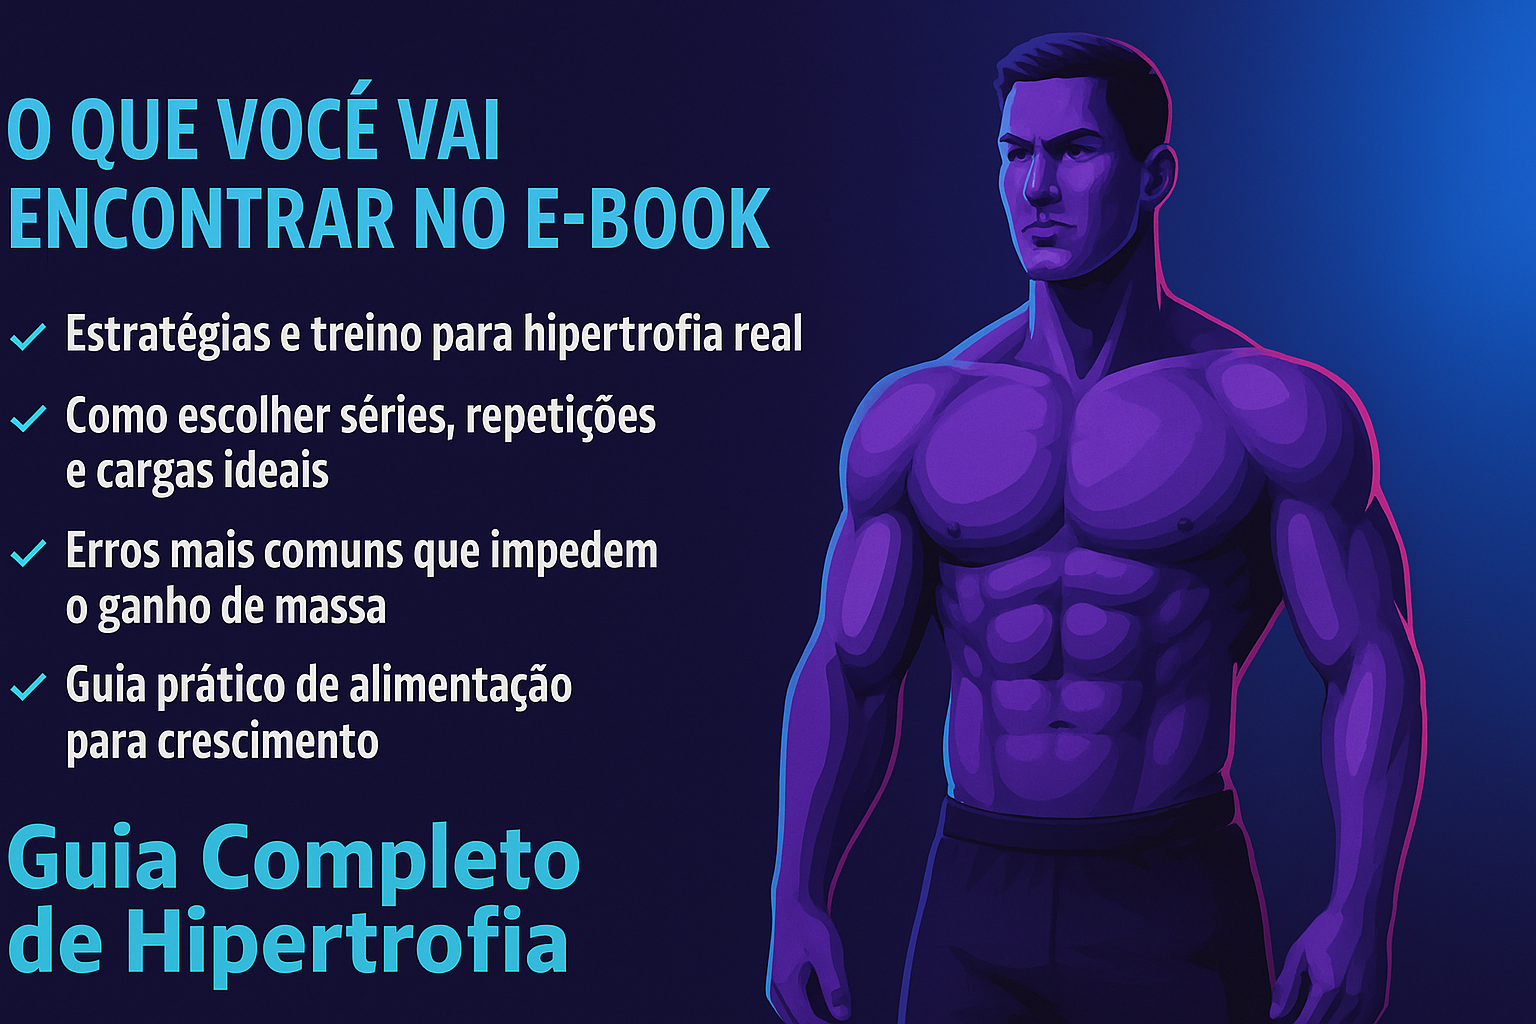 O QUE VOCÉ VAI
ENCONTRAR NO E-BOOK
Estratégias e treino para hipertrofia real
Como escolher séries, repetições
e cargas ideais
Erros mais comuns que impedem
o ganho de massa
Guia prático de alimentação
para crescimento
Guia Completo
de Hipertrofia